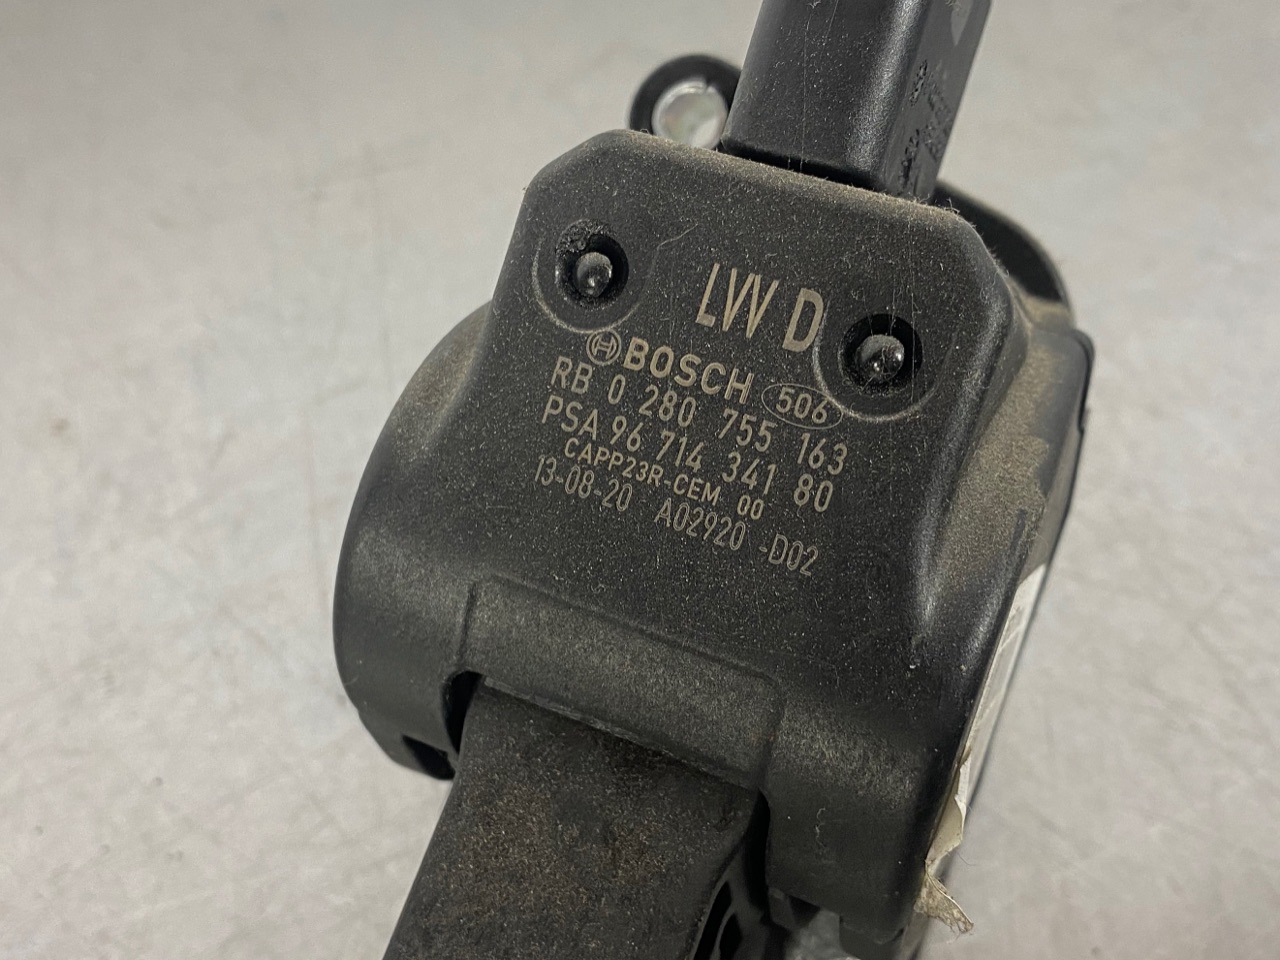 LVV D
BOSCH 506
RB 0 280 755 163
PSA 96 714 341 80
CAPP23R-CEM 00
13-08-20 A02920 -D02